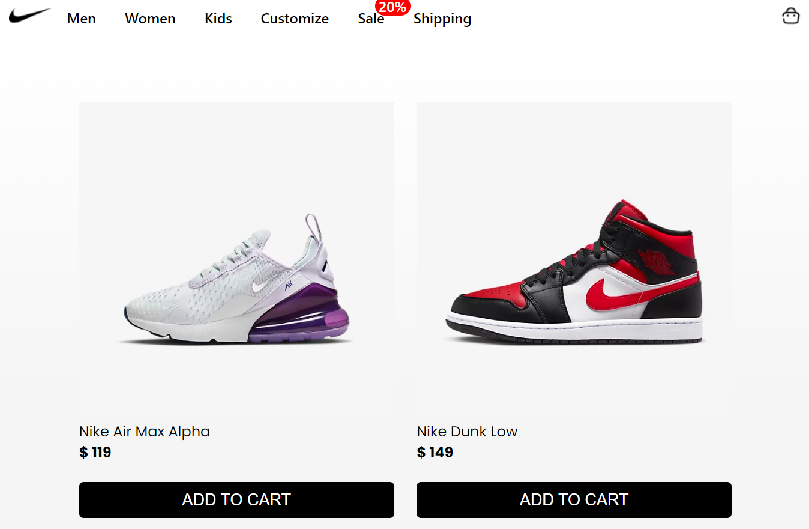 Men Women Kids Customize Sale 20% Shipping
Nike Air Max Alpha
$ 119
ADD TO CART
Nike Dunk Low
$ 149
ADD TO CART